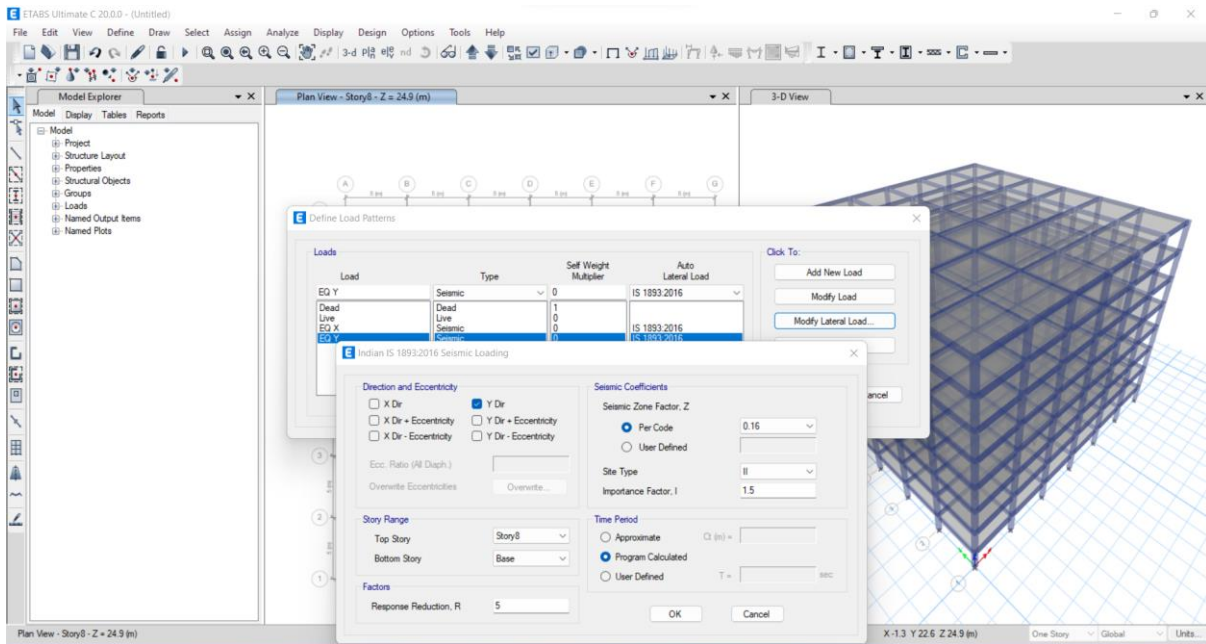 ETABS Ultimate C 20.0.0 - (Untitled)
File Edit View Define Draw Select Assign Analyze Display Design Options Tools Help
3-d
nd
Model Explorer
Plan View - Story8 - Z = 24.9 (m)
3-D View
Model Display Tables Reports
Model
Project
Structure Layout
Properties
Structural Objects
Groups
Loads
Named Output Items
Named Plots
A B C D E F G
Define Load Patterns
Loads
Click To:
Load Type Self Weight Multiplier Auto Lateral Load
EQ Y Seismic 0 IS 1893:2016
Dead Dead 1
Live Live 0
EQ X Seismic 0 IS 1893:2016
EQ Y Seismic 0 IS 1893:2016
Add New Load
Modify Load
Modify Lateral Load...
ancel
Indian IS 1893:2016 Seismic Loading
Direction and Eccentricity
X Dir Y Dir
X Dir + Eccentricity Y Dir + Eccentricity
X Dir - Eccentricity Y Dir - Eccentricity
Ecc. Ratio (All Diaph.)
Overwrite Eccentricities Overwrite...
Story Range
Top Story Story8
Bottom Story Base
Factors
Response Reduction, R 5
Seismic Coefficients
Seismic Zone Factor, Z
Per Code 0.16
User Defined
Site Type II
Importance Factor, I 1.5
Time Period
Approximate Ct (m) =
Program Calculated
User Defined T = sec
OK Cancel
3
2
1
Plan View - Story8 - Z = 24.9 (m)
X -1.3 Y 22.6 Z 24.9 (m)
One Story Global Units...